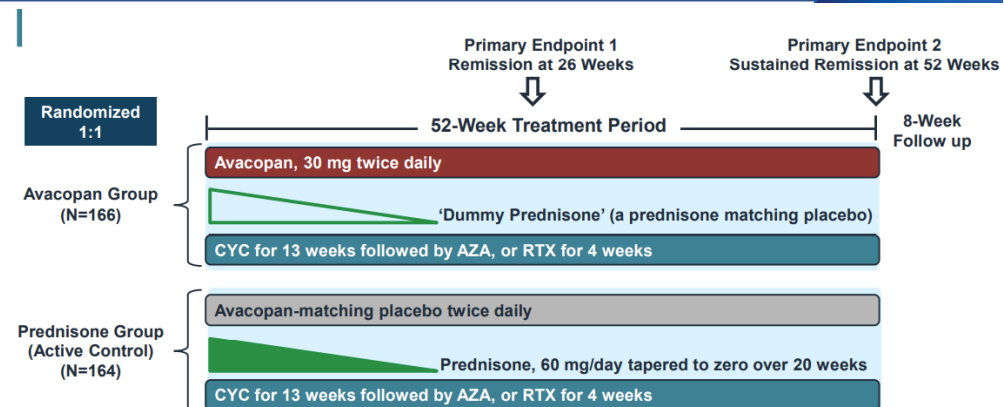 Primary Endpoint 1
Remission at 26 Weeks
Primary Endpoint 2
Sustained Remission at 52 Weeks
Randomized
1:1
52-Week Treatment Period
8-Week
Follow up
Avacopan Group
(N=166)
Avacopan, 30 mg twice daily
‘Dummy Prednisone’ (a prednisone matching placebo)
CYC for 13 weeks followed by AZA, or RTX for 4 weeks
Prednisone Group
(Active Control)
(N=164)
Avacopan-matching placebo twice daily
Prednisone, 60 mg/day tapered to zero over 20 weeks
CYC for 13 weeks followed by AZA, or RTX for 4 weeks